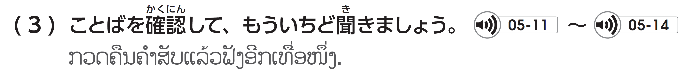 （3）ことばを確認して、もういちど聞きましょう。 05-11 ～ 05-14
ກວດຄືນຄຳສັບແລ້ວຟັງອີກເທື່ອໜຶ່ງ.